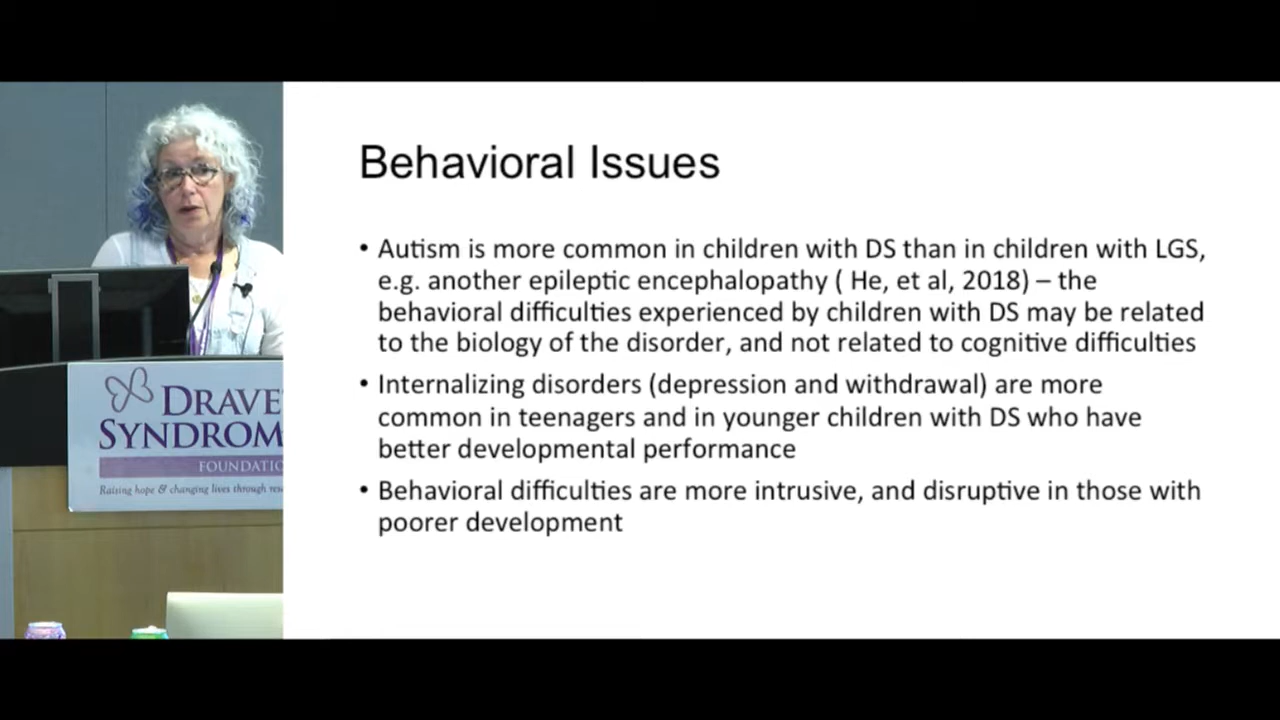 Behavioral Issues
• Autism is more common in children with DS than in children with LGS,
e.g. another epileptic encephalopathy ( He, et al, 2018) – the
behavioral difficulties experienced by children with DS may be related
to the biology of the disorder, and not related to cognitive difficulties
• Internalizing disorders (depression and withdrawal) are more
common in teenagers and in younger children with DS who have
better developmental performance
• Behavioral difficulties are more intrusive, and disruptive in those with
poorer development
DRAVE
SYNDROM
FOUNDATIO
Raising hope & changing lives through res